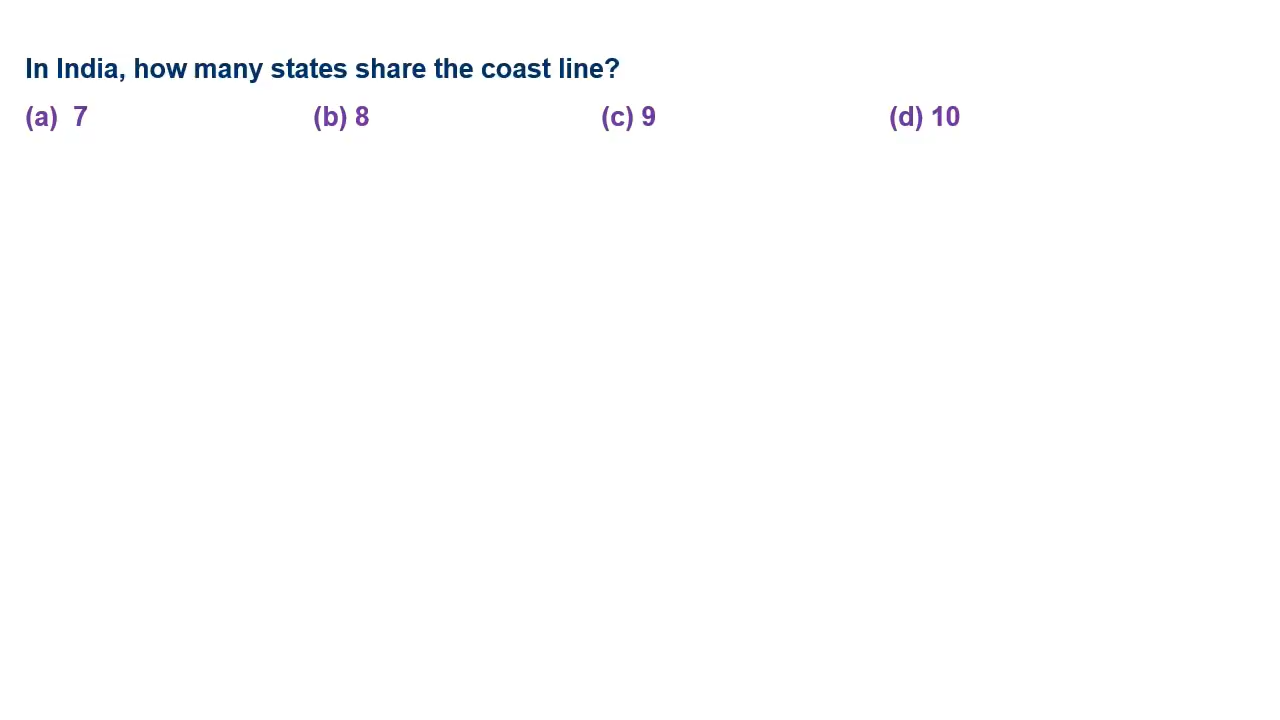 In India, how many states share the coast line?
(a) 7 (b) 8 (c) 9 (d) 10